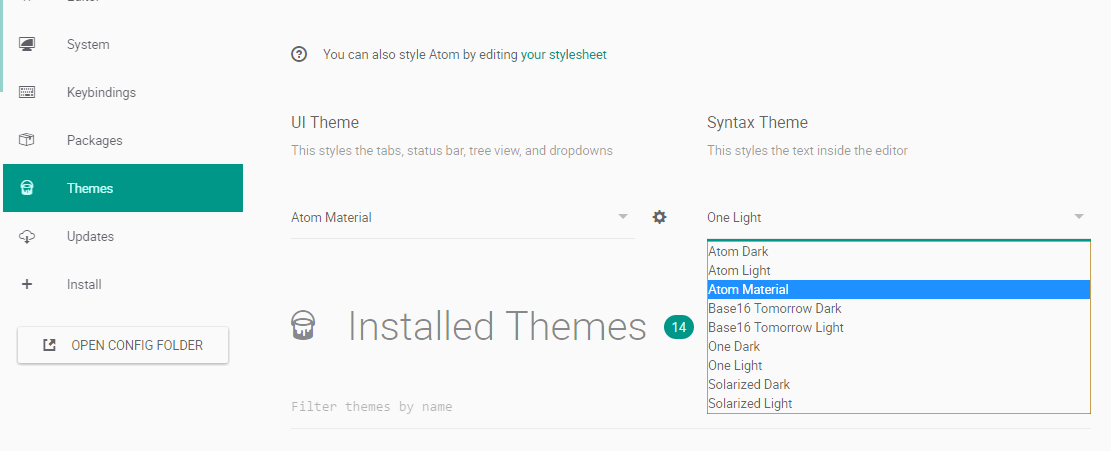 System
Keybindings
Packages
Themes
Updates
Install
OPEN CONFIG FOLDER
You can also style Atom by editing your stylesheet
UI Theme
This styles the tabs, status bar, tree view, and dropdowns
Atom Material
Syntax Theme
This styles the text inside the editor
One Light
Atom Dark
Atom Light
Atom Material
Base16 Tomorrow Dark
Base16 Tomorrow Light
One Dark
One Light
Solarized Dark
Solarized Light
Installed Themes 14
Filter themes by name